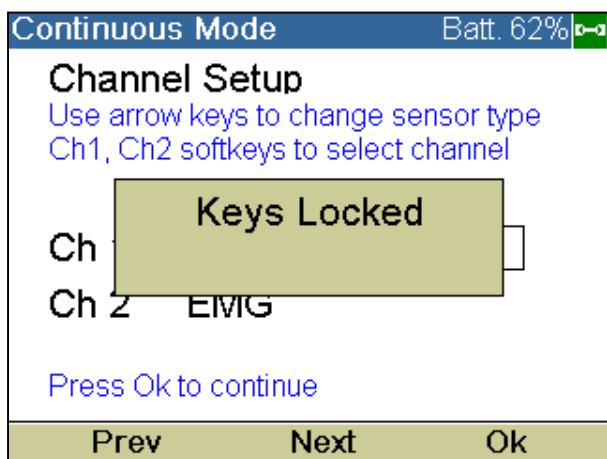 Continuous Mode Batt. 62%
Channel Setup
Use arrow keys to change sensor type
Ch1, Ch2 softkeys to select channel
Keys Locked
Ch
Ch 2 EMG
Press Ok to continue
Prev Next Ok